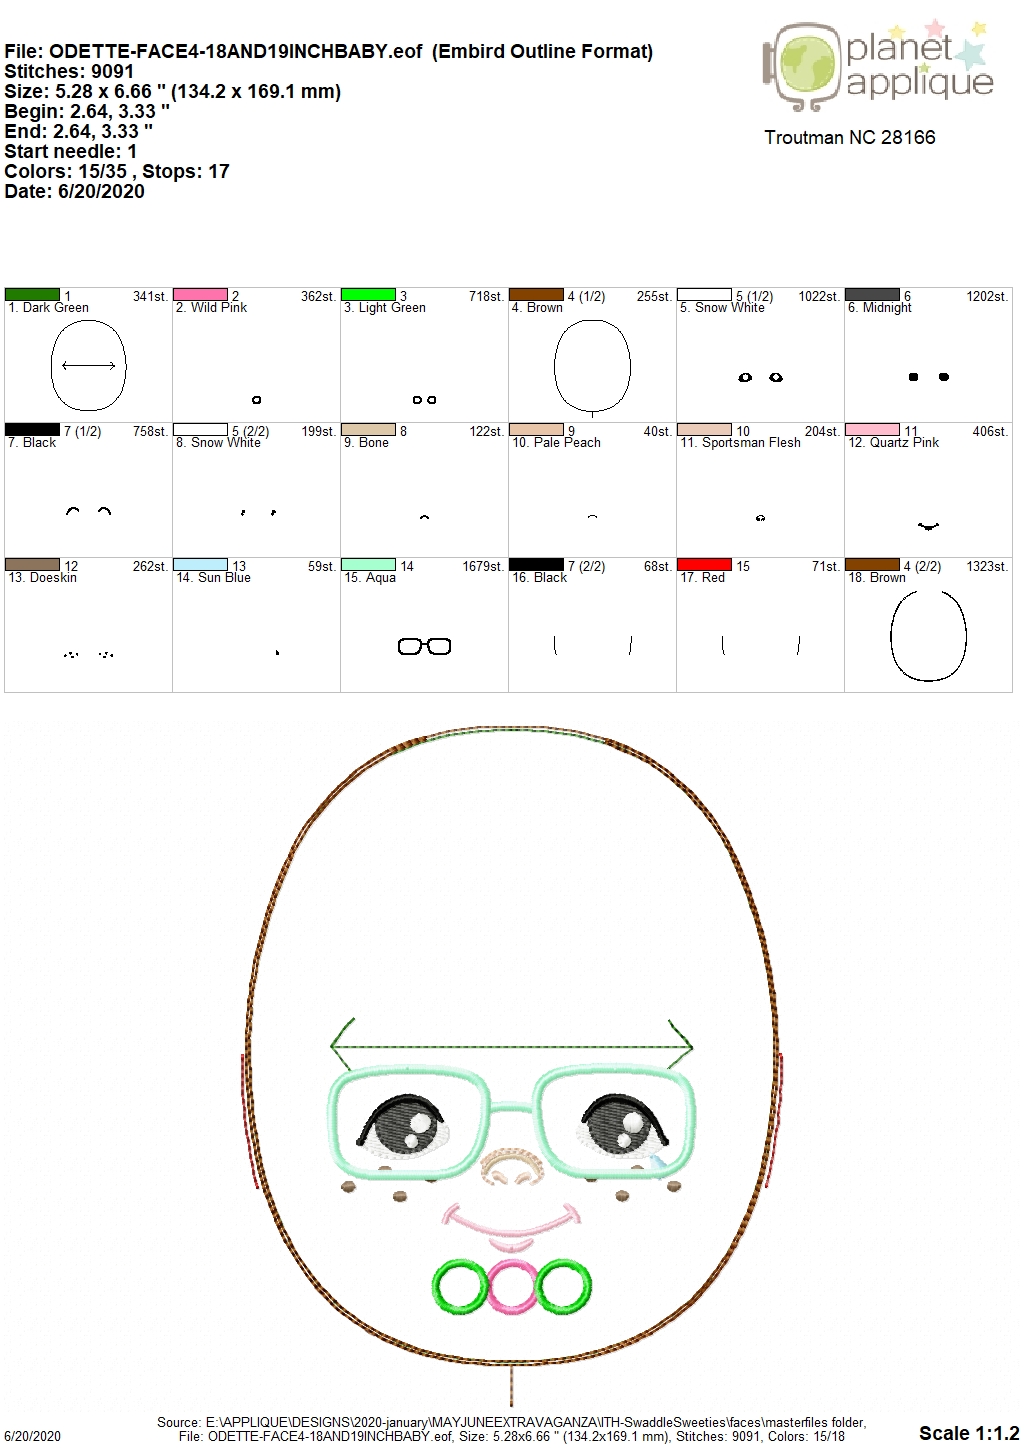 File: ODETTE-FACE4-18AND19INCHBABY.eof (Embird Outline Format)
Stitches: 9091
Size: 5.28 x 6.66 " (134.2 x 169.1 mm)
Begin: 2.64, 3.33 "
End: 2.64, 3.33 "
Start needle: 1
Colors: 15/35 , Stops: 17
Date: 6/20/2020
planet
applique
Troutman NC 28166
1 341st. 2 362st. 3 718st. 4 (1/2) 255st. 5 (1/2) 1022st. 6 1202st.
1. Dark Green 2. Wild Pink 3. Light Green 4. Brown 5. Snow White 6. Midnight
7 (1/2) 758st. 5 (2/2) 199st. 8 122st. 9 40st. 10 204st. 11 406st.
7. Black 8. Snow White 9. Bone 10. Pale Peach 11. Sportsman Flesh 12. Quartz Pink
12 262st. 13 59st. 14 1679st. 7 (2/2) 68st. 15 71st. 4 (2/2) 1323st.
13. Doeskin 14. Sun Blue 15. Aqua 16. Black 17. Red 18. Brown
Source: E:\APPLIQUE\DESIGNS\2020-january\MAYJUNEEXTRAVAGANZA\ITH-SwaddleSweeties\faces\masterfiles folder,
6/20/2020 File: ODETTE-FACE4-18AND19INCHBABY.eof, Size: 5.28x6.66 " (134.2x169.1 mm), Stitches: 9091, Colors: 15/18 Scale 1:1.2